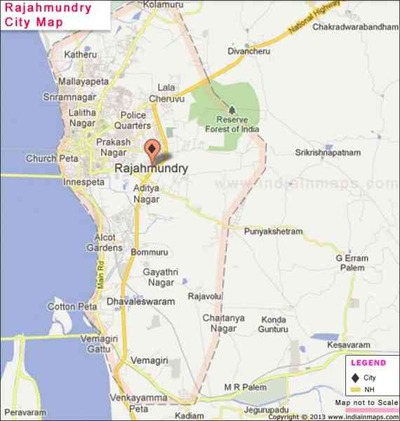 Rajahmundry
City Map
Kolamuru
National Highway
Chakradwarabandham
Katheru
Divancheru
Mallayapeta
Lala
Cheruvu
Sriramnagar
Police
Quarters
Lalitha
Nagar
Reserve
Forest of India
Prakash
Nagar
Srikrishnapatnam
Church Peta
Rajahmundry
www.indiainmaps.com
Innespeta
Aditya
Nagar
Punyakshetram
Alcot
Gardens
Main Rd
Bommuru
G Erram
Palem
Gayathri
Nagar
Rajavolu
Cotton Peta
Dhavaleswaram
Chaitanya
Nagar
Konda
Gunturu
Vemagiri
Gattu
Kesavaram
Vemagiri
LEGEND
City
NH
Map not to Scale
M R Palem
Venkayamma
Peta
Peravaram
Kadiam
Jegurupadu
Copyright © 2013 www.indiainmaps.com